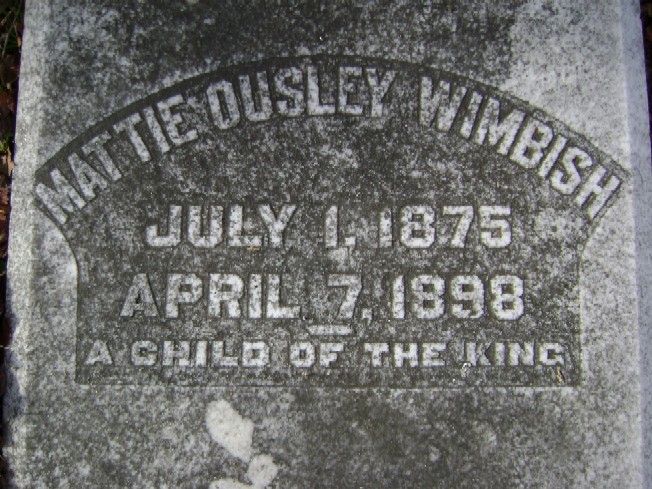 MATTIE OUSLEY WIMBISH
JULY 1, 1875
APRIL 7, 1898
A CHILD OF THE KING